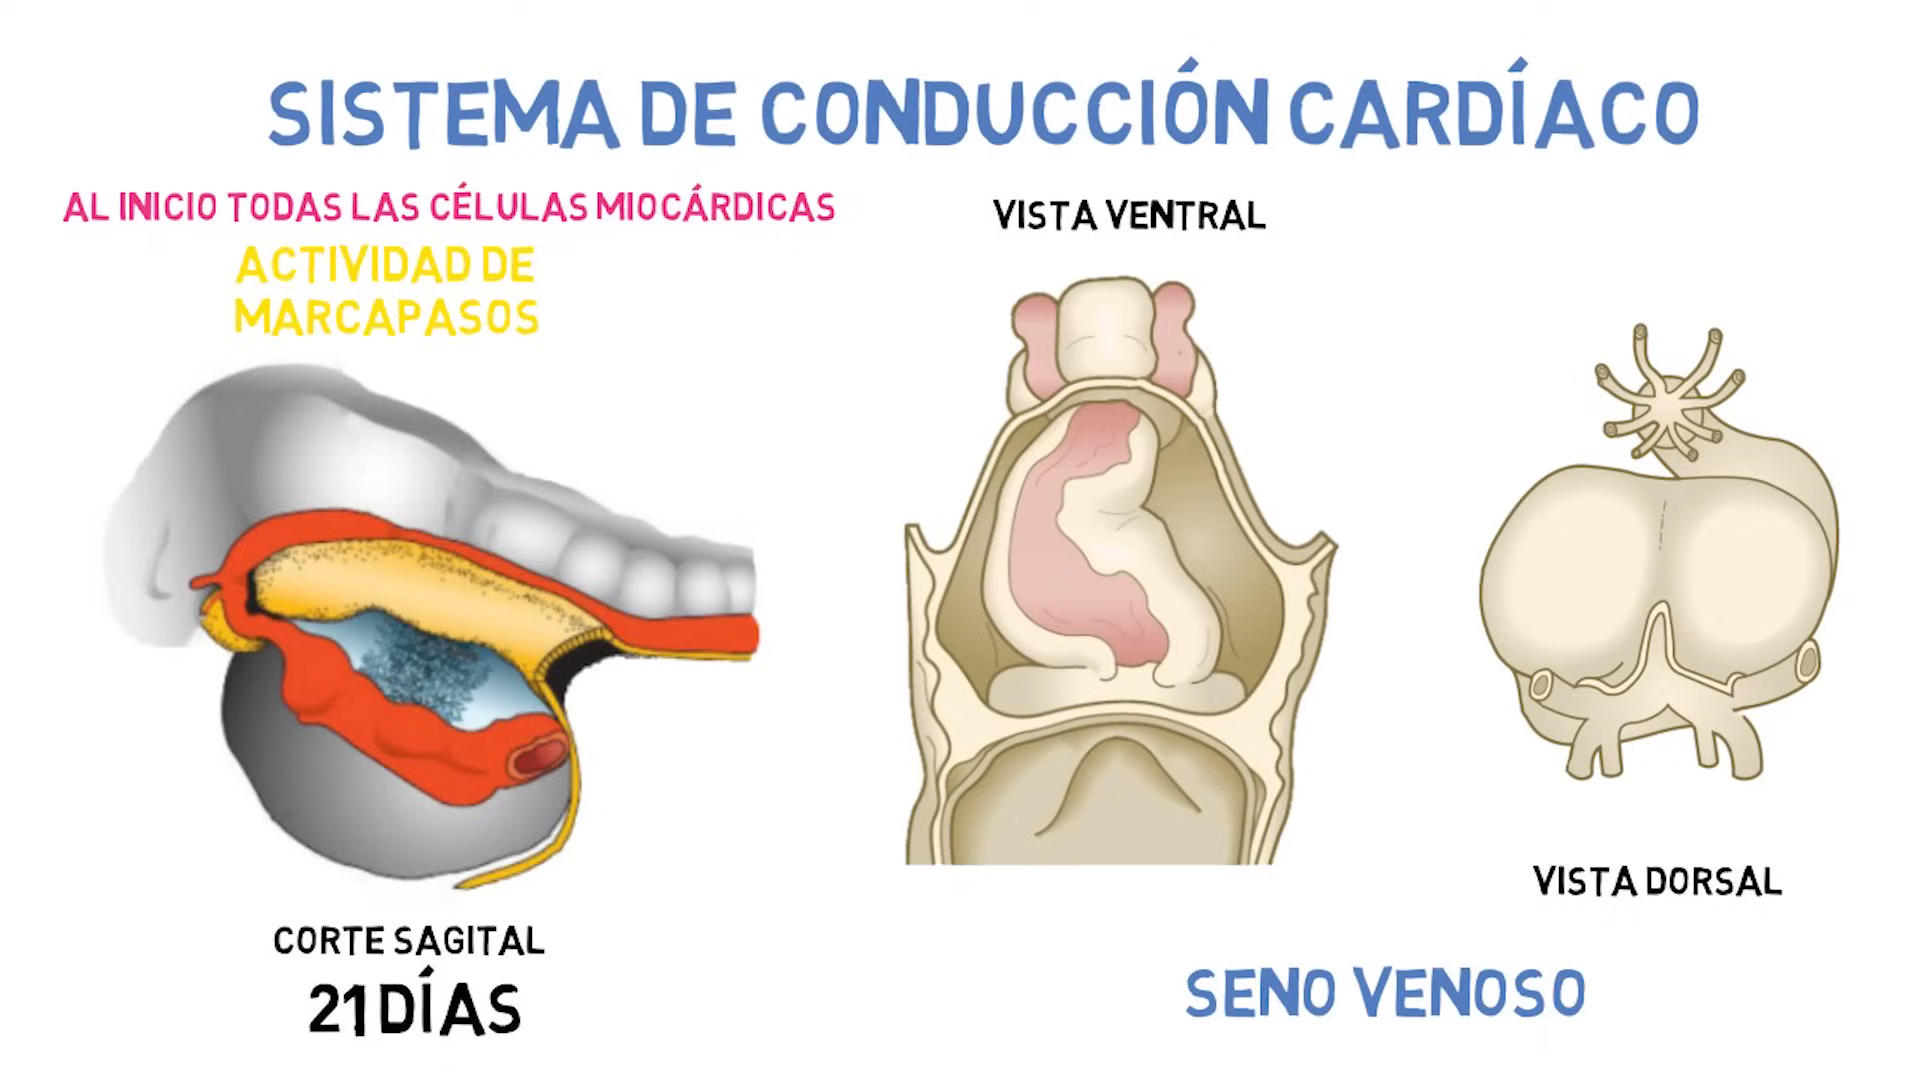 SISTEMA DE CONDUCCIÓN CARDÍACO
AL INICIO TODAS LAS CÉLULAS MIOCÁRDICAS
ACTIVIDAD DE
MARCAPASOS
VISTA VENTRAL
VISTA DORSAL
CORTE SAGITAL
21 DÍAS
SENO VENOSO